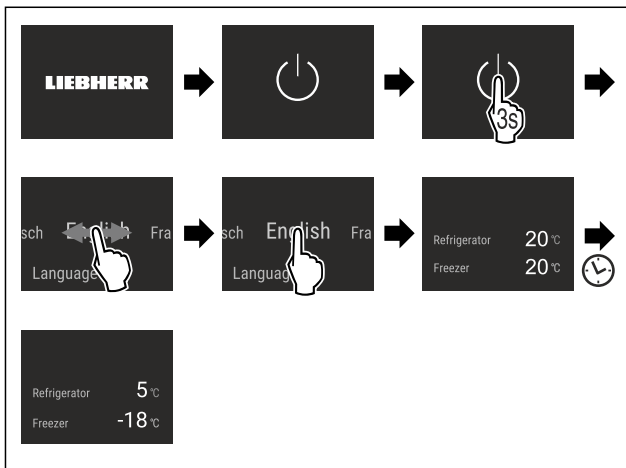 LIEBHERR
3s
sch English Fra
Language
sch English Fra
Languag
Refrigerator 20 °C
Freezer 20 °C
Refrigerator 5 °C
Freezer -18 °C